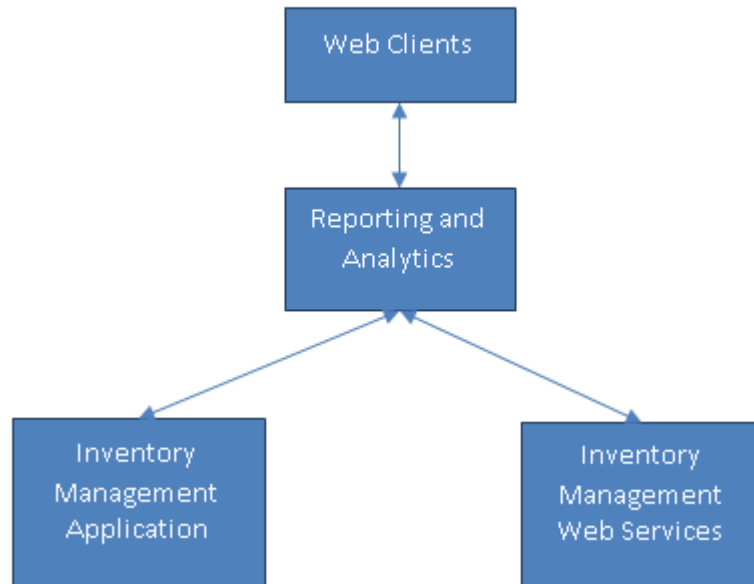 Web Clients
Reporting and
Analytics
Inventory
Management
Application
Inventory
Management
Web Services